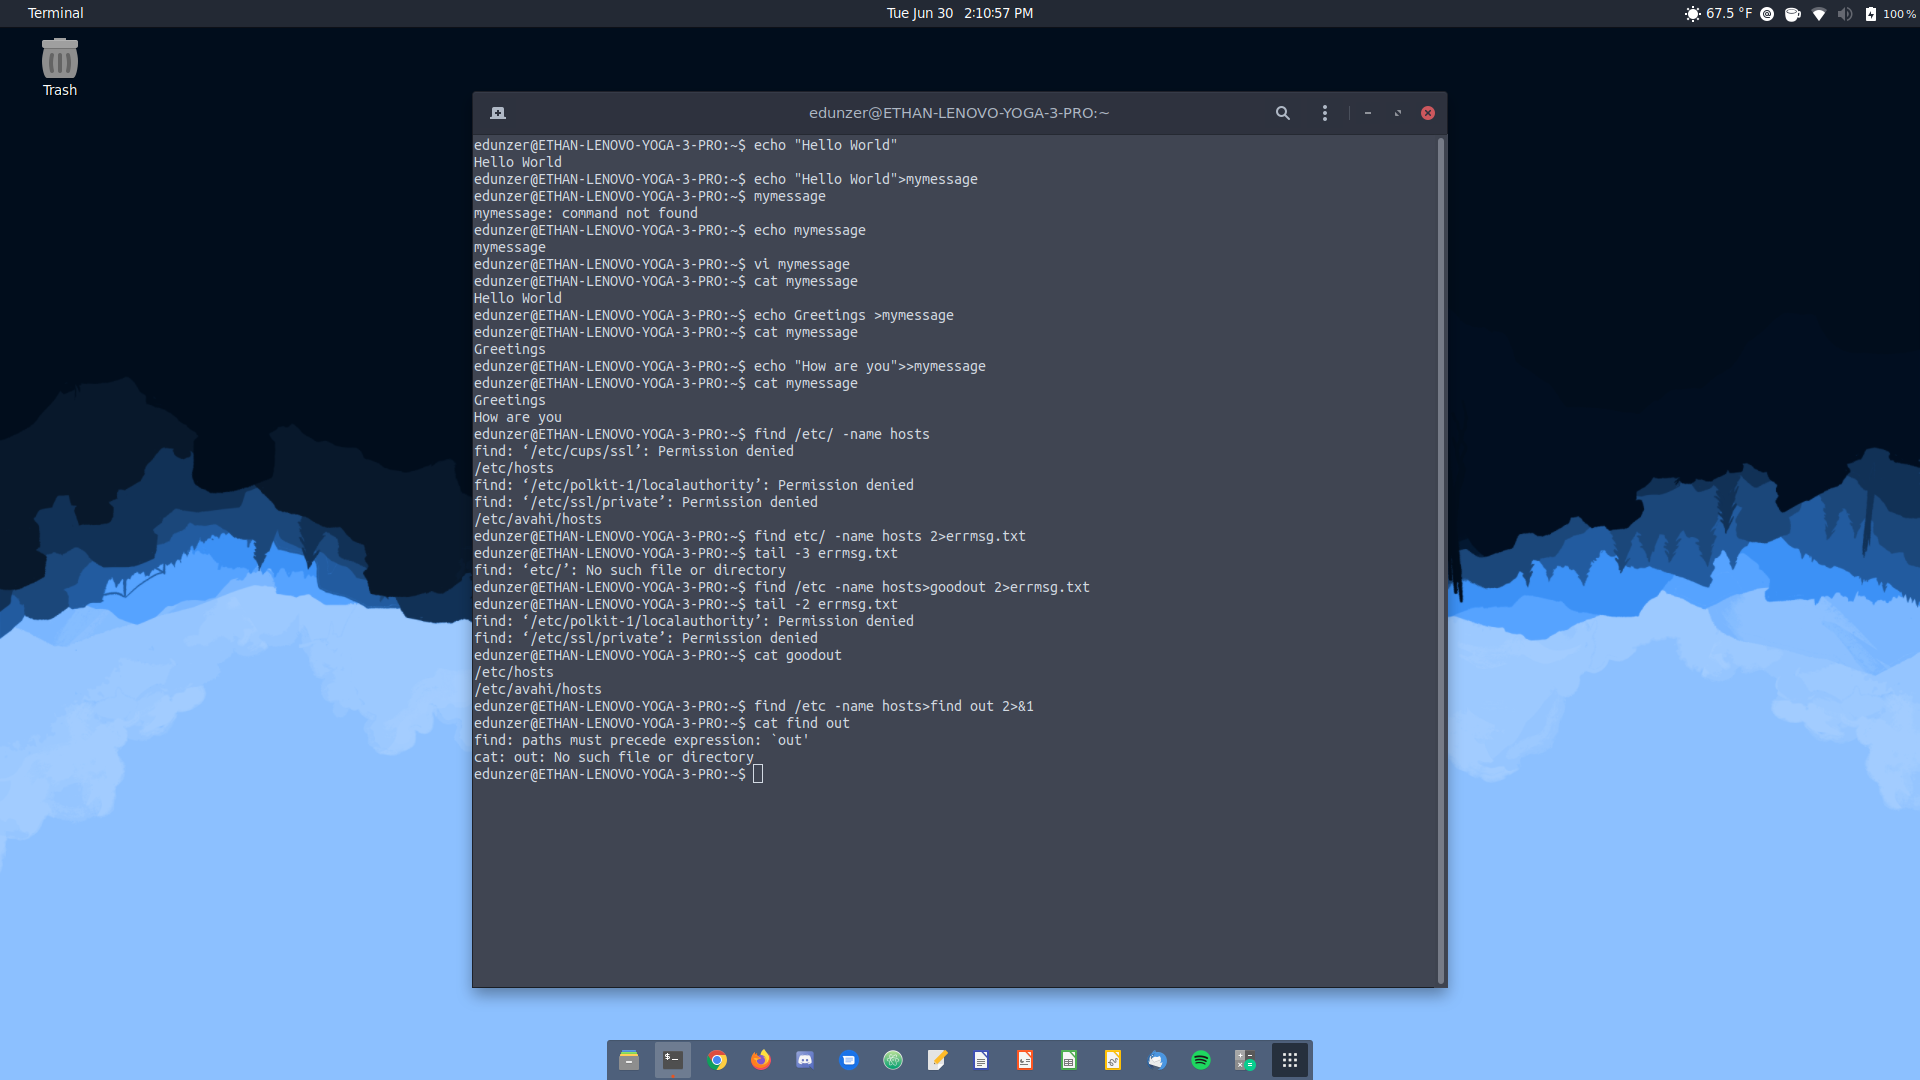 Terminal
Tue Jun 30 2:10:57 PM
67.5 °F
100 %
Trash
edunzer@ETHAN-LENOVO-YOGA-3-PRO:~
edunzer@ETHAN-LENOVO-YOGA-3-PRO:~$ echo "Hello World"
Hello World
edunzer@ETHAN-LENOVO-YOGA-3-PRO:~$ echo "Hello World">mymessage
edunzer@ETHAN-LENOVO-YOGA-3-PRO:~$ mymessage
mymessage: command not found
edunzer@ETHAN-LENOVO-YOGA-3-PRO:~$ echo mymessage
mymessage
edunzer@ETHAN-LENOVO-YOGA-3-PRO:~$ vi mymessage
edunzer@ETHAN-LENOVO-YOGA-3-PRO:~$ cat mymessage
Hello World
edunzer@ETHAN-LENOVO-YOGA-3-PRO:~$ echo Greetings >mymessage
edunzer@ETHAN-LENOVO-YOGA-3-PRO:~$ cat mymessage
Greetings
edunzer@ETHAN-LENOVO-YOGA-3-PRO:~$ echo "How are you">>mymessage
edunzer@ETHAN-LENOVO-YOGA-3-PRO:~$ cat mymessage
Greetings
How are you
edunzer@ETHAN-LENOVO-YOGA-3-PRO:~$ find /etc/ -name hosts
find: ‘/etc/cups/ssl’: Permission denied
/etc/hosts
find: ‘/etc/polkit-1/localauthority’: Permission denied
find: ‘/etc/ssl/private’: Permission denied
/etc/avahi/hosts
edunzer@ETHAN-LENOVO-YOGA-3-PRO:~$ find etc/ -name hosts 2>errmsg.txt
edunzer@ETHAN-LENOVO-YOGA-3-PRO:~$ tail -3 errmsg.txt
find: ‘etc/’: No such file or directory
edunzer@ETHAN-LENOVO-YOGA-3-PRO:~$ find /etc -name hosts>goodout 2>errmsg.txt
edunzer@ETHAN-LENOVO-YOGA-3-PRO:~$ tail -2 errmsg.txt
find: ‘/etc/polkit-1/localauthority’: Permission denied
find: ‘/etc/ssl/private’: Permission denied
edunzer@ETHAN-LENOVO-YOGA-3-PRO:~$ cat goodout
/etc/hosts
/etc/avahi/hosts
edunzer@ETHAN-LENOVO-YOGA-3-PRO:~$ find /etc -name hosts>find out 2>&1
edunzer@ETHAN-LENOVO-YOGA-3-PRO:~$ cat find out
find: paths must precede expression: `out'
cat: out: No such file or directory
edunzer@ETHAN-LENOVO-YOGA-3-PRO:~$